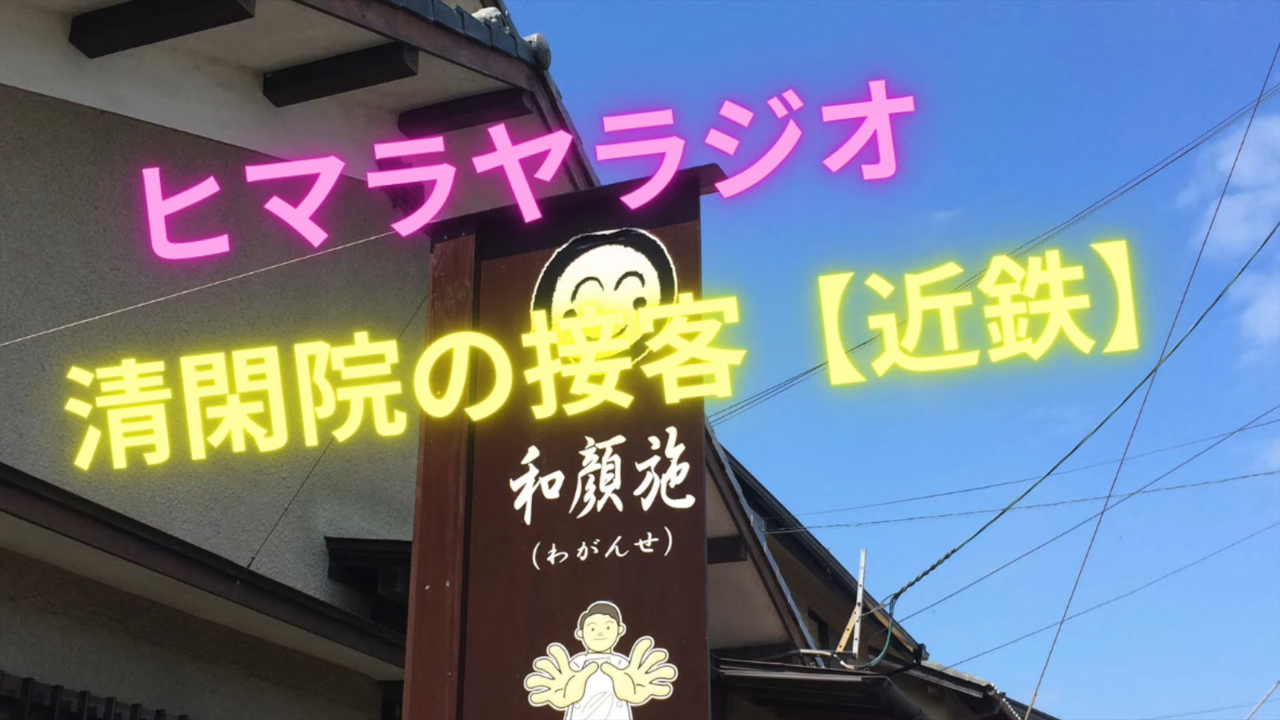 ヒマラヤラジオ
清閑院の接客【近鉄】
和顔施
(わがんせ)